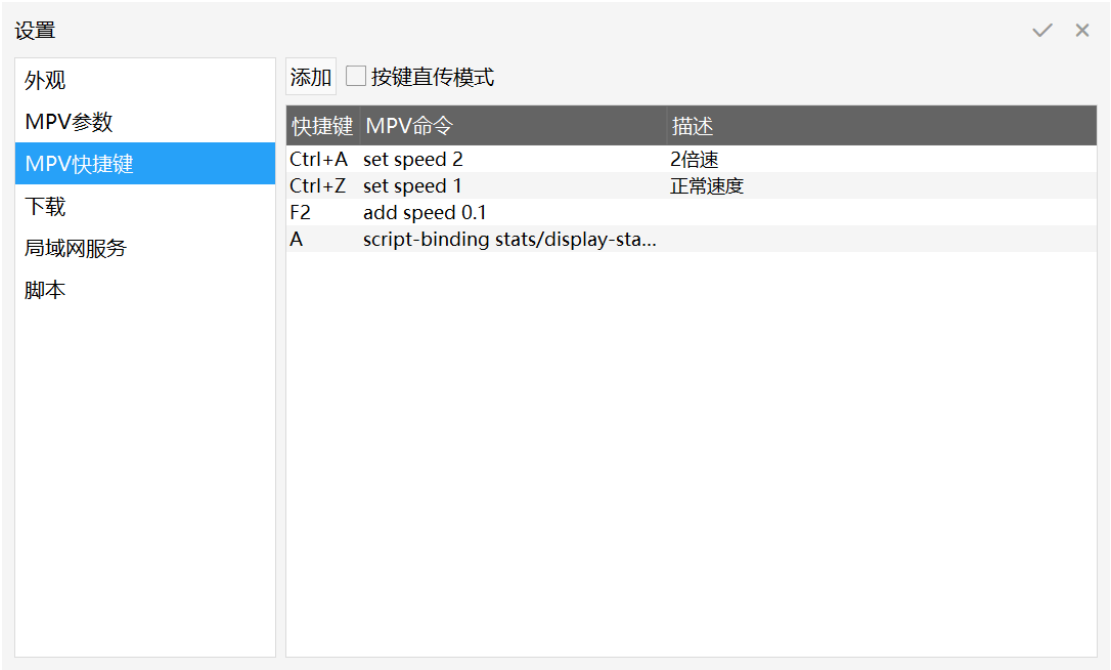 设置
外观
MPV参数
MPV快捷键
下载
局域网服务
脚本
添加 按键直传模式
快捷键 MPV命令 描述
Ctrl+A set speed 2 2倍速
Ctrl+Z set speed 1 正常速度
F2 add speed 0.1
A script-binding stats/display-sta...